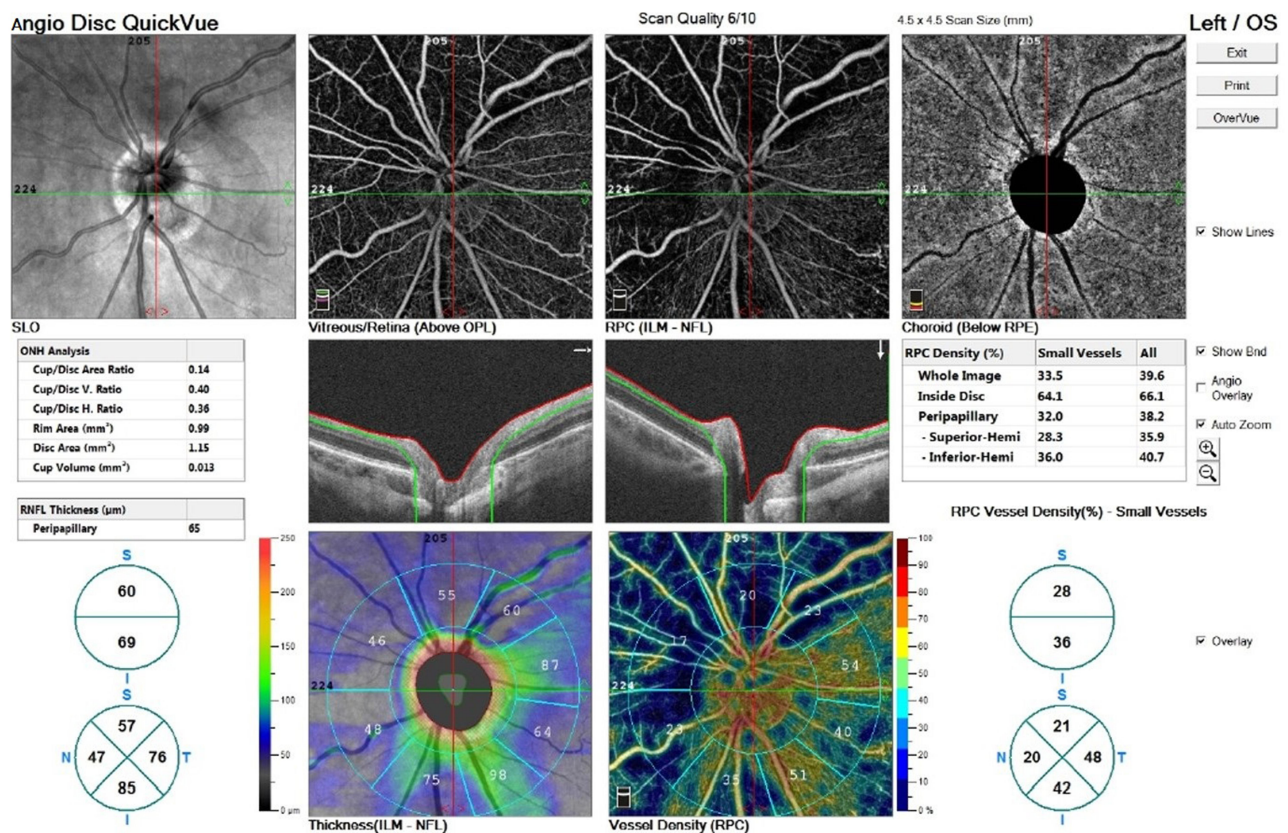 Angio Disc QuickVue
Scan Quality 6/10
4.5 x 4.5 Scan Size (mm)
Left / OS
Exit
Print
OverVue
Show Lines
205
224
205
224
205
224
205
224
SLO
Vitreous/Retina (Above OPL)
RPC (ILM - NFL)
Choroid (Below RPE)
ONH Analysis
Cup/Disc Area Ratio 0.14
Cup/Disc V. Ratio 0.40
Cup/Disc H. Ratio 0.36
Rim Area (mm²) 0.99
Disc Area (mm²) 1.15
Cup Volume (mm²) 0.013
RNFL Thickness (µm)
Peripapillary 65
RPC Density (%) Small Vessels All
Whole Image 33.5 39.6
Inside Disc 64.1 66.1
Peripapillary 32.0 38.2
- Superior-Hemi 28.3 35.9
- Inferior-Hemi 36.0 40.7
Show Bnd
Angio Overlay
Auto Zoom
S
60
69
I
S
57
N 47 76 T
85
I
250
200
150
100
50
0 µm
205
224
55
60
46
87
48
64
75
98
Thickness(ILM - NFL)
205
224
20
23
17
54
23
40
35
51
Vessel Density (RPC)
100
90
80
70
60
50
40
30
20
10
0 %
RPC Vessel Density(%) - Small Vessels
S
28
36
I
S
21
N 20 48 T
42
I
Overlay